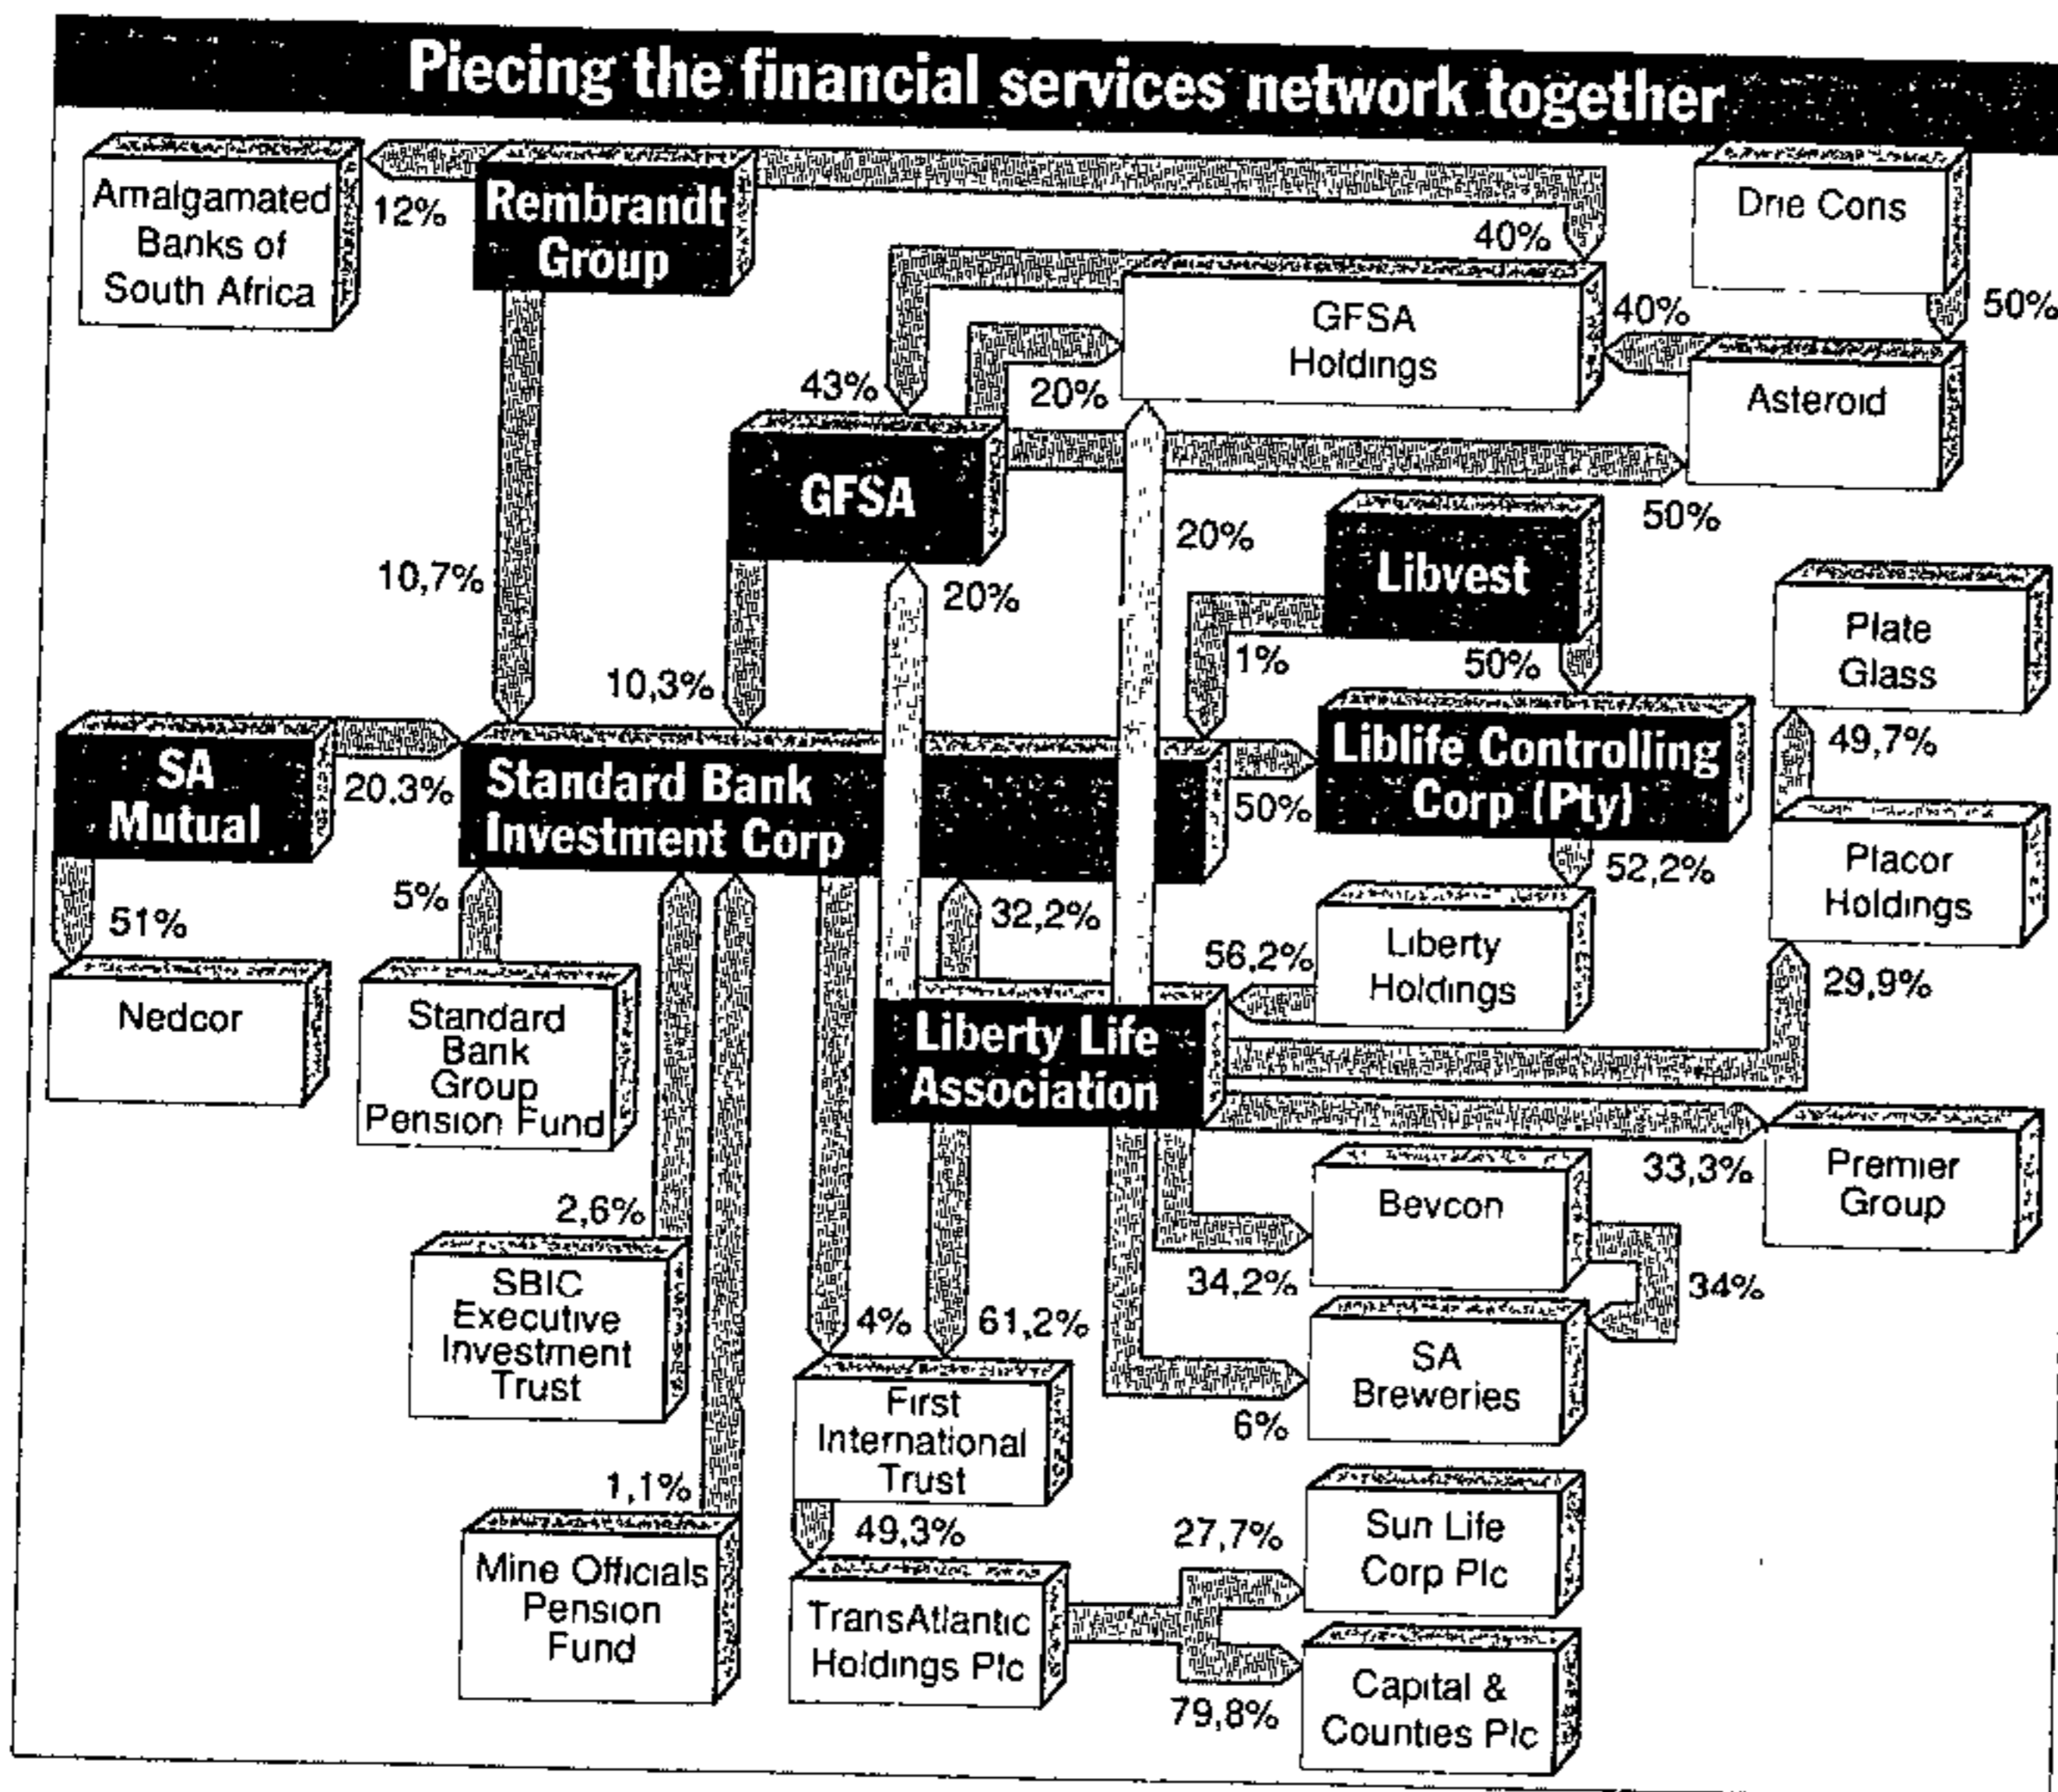 Piecing the financial services network together
Amalgamated
Banks of
South Africa
12%
Rembrandt
Group
40%
Drie Cons
50%
GFSA
Holdings
40%
Asteroid
43%
20%
GFSA
50%
20%
20%
Libvest
10,7%
10,3%
1%
50%
Plate
Glass
49,7%
SA
Mutual
20,3%
Standard Bank
Investment Corp
50%
Liblife Controlling
Corp (Pty)
52,2%
Placor
Holdings
29,9%
51%
5%
32,2%
56,2%
Liberty
Holdings
Nedcor
Standard
Bank
Group
Pension Fund
Liberty Life
Association
33,3%
Premier
Group
2,6%
SBIC
Executive
Investment
Trust
4%
61,2%
34,2%
Bevcon
34%
6%
SA
Breweries
First
International
Trust
1,1%
Mine Officials
Pension
Fund
49,3%
TransAtlantic
Holdings Plc
27,7%
Sun Life
Corp Plc
79,8%
Capital &
Counties Plc